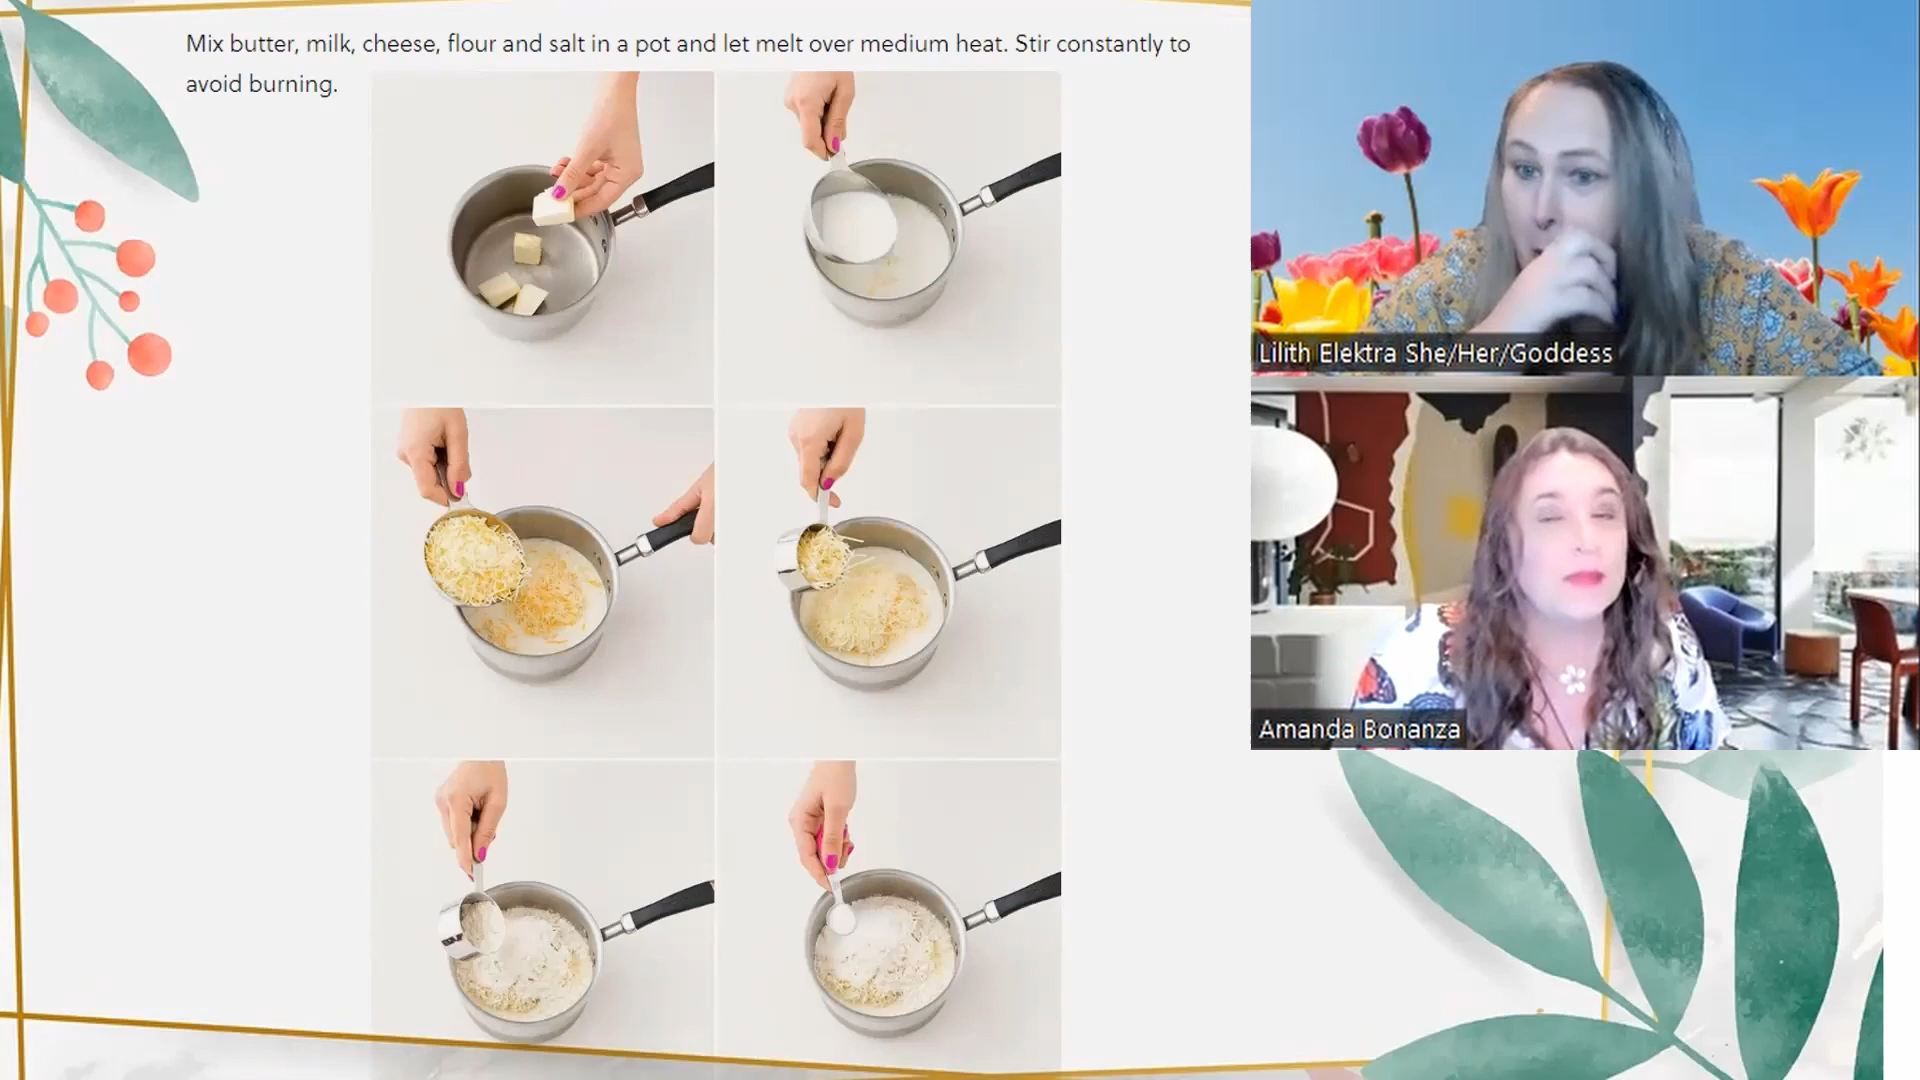 Mix butter, milk, cheese, flour and salt in a pot and let melt over medium heat. Stir constantly to
avoid burning.
Lilith Elektra She/Her/Goddess
Amanda Bonanza